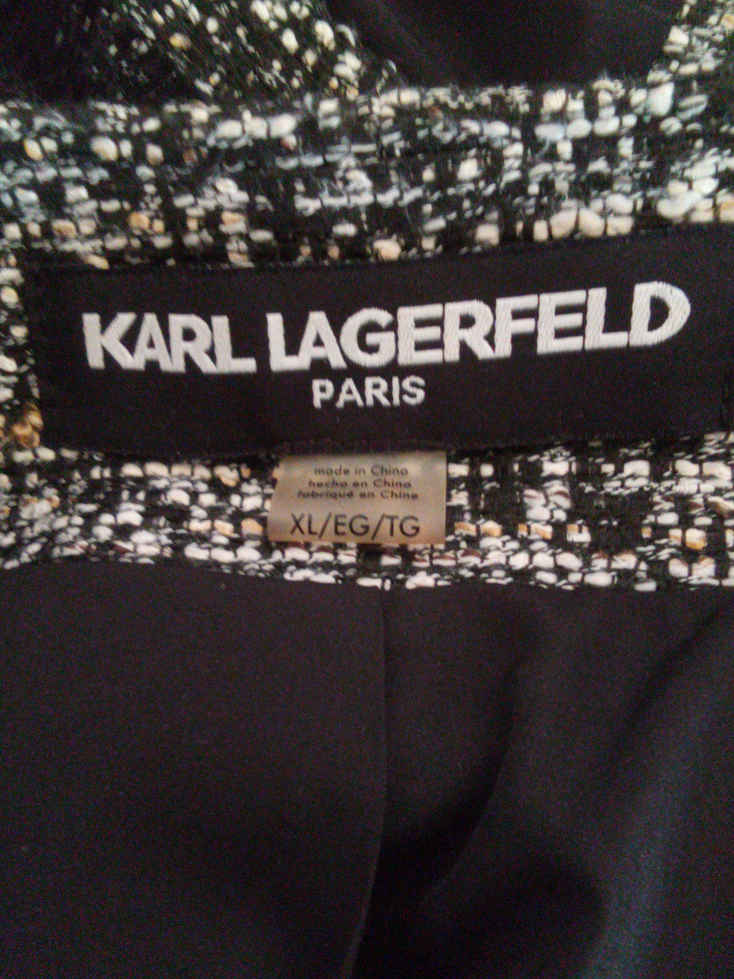 KARL LAGERFELD
PARIS
made in China
hecho en China
fabriqué en Chine
XL/EG/TG